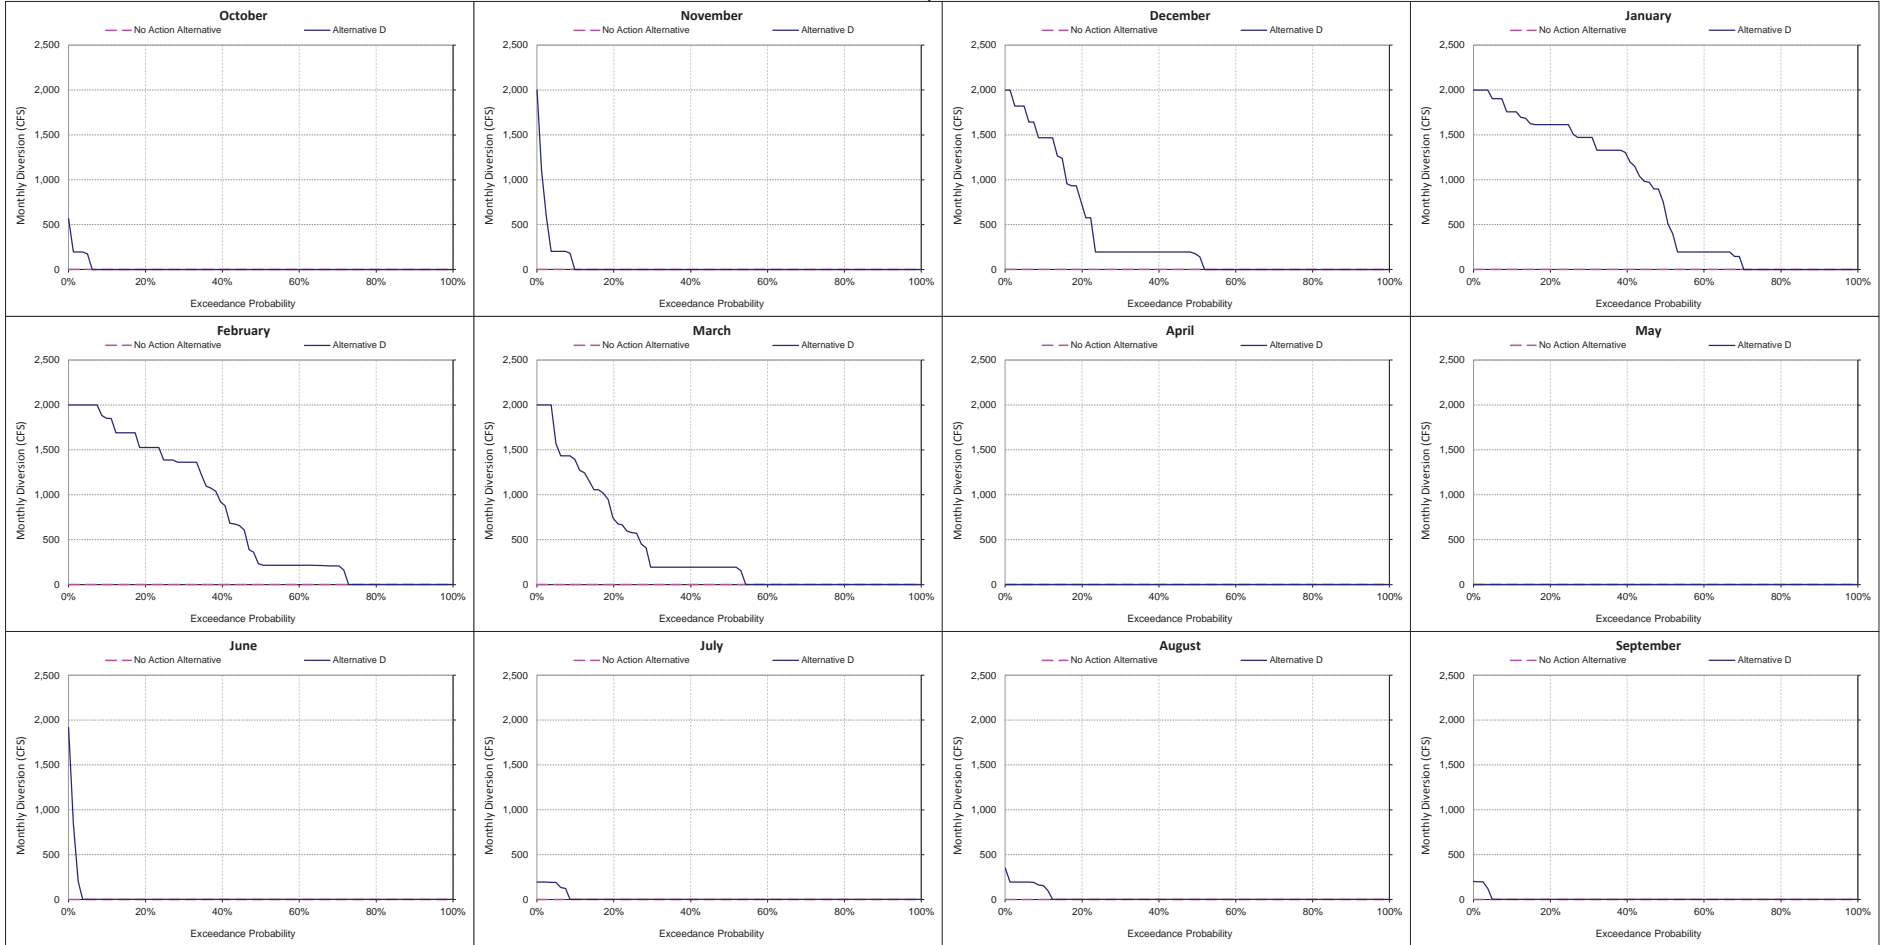 October
No Action Alternative Alternative D
2,500
2,000
1,500
1,000
500
0
0% 20% 40% 60% 80% 100%
Monthly Diversion (CFS)
Exceedance Probability
November
No Action Alternative Alternative D
2,500
2,000
1,500
1,000
500
0
0% 20% 40% 60% 80% 100%
Monthly Diversion (CFS)
Exceedance Probability
December
No Action Alternative Alternative D
2,500
2,000
1,500
1,000
500
0
0% 20% 40% 60% 80% 100%
Monthly Diversion (CFS)
Exceedance Probability
January
No Action Alternative Alternative D
2,500
2,000
1,500
1,000
500
0
0% 20% 40% 60% 80% 100%
Monthly Diversion (CFS)
Exceedance Probability
February
No Action Alternative Alternative D
2,500
2,000
1,500
1,000
500
0
0% 20% 40% 60% 80% 100%
Monthly Diversion (CFS)
Exceedance Probability
March
No Action Alternative Alternative D
2,500
2,000
1,500
1,000
500
0
0% 20% 40% 60% 80% 100%
Monthly Diversion (CFS)
Exceedance Probability
April
No Action Alternative Alternative D
2,500
2,000
1,500
1,000
500
0
0% 20% 40% 60% 80% 100%
Monthly Diversion (CFS)
Exceedance Probability
May
No Action Alternative Alternative D
2,500
2,000
1,500
1,000
500
0
0% 20% 40% 60% 80% 100%
Monthly Diversion (CFS)
Exceedance Probability
June
No Action Alternative Alternative D
2,500
2,000
1,500
1,000
500
0
0% 20% 40% 60% 80% 100%
Monthly Diversion (CFS)
Exceedance Probability
July
No Action Alternative Alternative D
2,500
2,000
1,500
1,000
500
0
0% 20% 40% 60% 80% 100%
Monthly Diversion (CFS)
Exceedance Probability
August
No Action Alternative Alternative D
2,500
2,000
1,500
1,000
500
0
0% 20% 40% 60% 80% 100%
Monthly Diversion (CFS)
Exceedance Probability
September
No Action Alternative Alternative D
2,500
2,000
1,500
1,000
500
0
0% 20% 40% 60% 80% 100%
Monthly Diversion (CFS)
Exceedance Probability